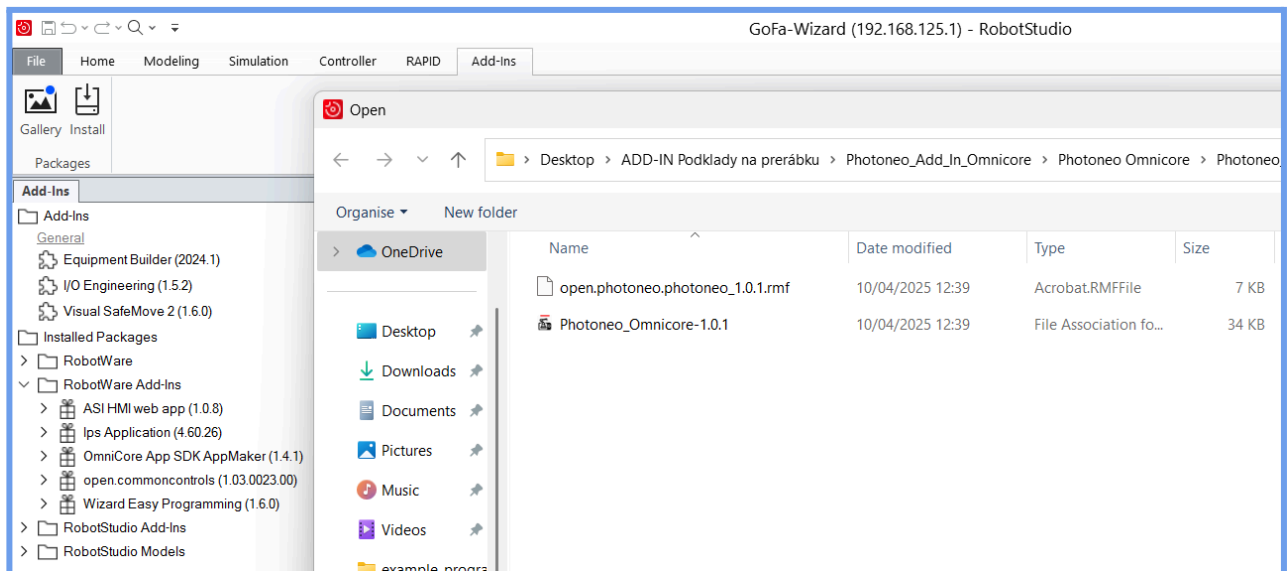 GoFa-Wizard (192.168.125.1) - RobotStudio
File Home Modeling Simulation Controller RAPID Add-Ins
Gallery Install
Packages
Add-Ins
Add-Ins
General
Equipment Builder (2024.1)
I/O Engineering (1.5.2)
Visual SafeMove 2 (1.6.0)
Installed Packages
RobotWare
RobotWare Add-Ins
ASI HMI web app (1.0.8)
Ips Application (4.60.26)
OmniCore App SDK AppMaker (1.4.1)
open.commoncontrols (1.03.0023.00)
Wizard Easy Programming (1.6.0)
RobotStudio Add-Ins
RobotStudio Models
Open
Desktop > ADD-IN Podklady na prerábku > Photoneo_Add_In_Omnicore > Photoneo Omnicore > Photoneo_
Organise New folder
OneDrive
Desktop
Downloads
Documents
Pictures
Music
Videos
example_progra
Name Date modified Type Size
open.photoneo.photoneo_1.0.1.rmf 10/04/2025 12:39 Acrobat.RMFFile 7 KB
Photoneo_Omnicore-1.0.1 10/04/2025 12:39 File Association fo... 34 KB